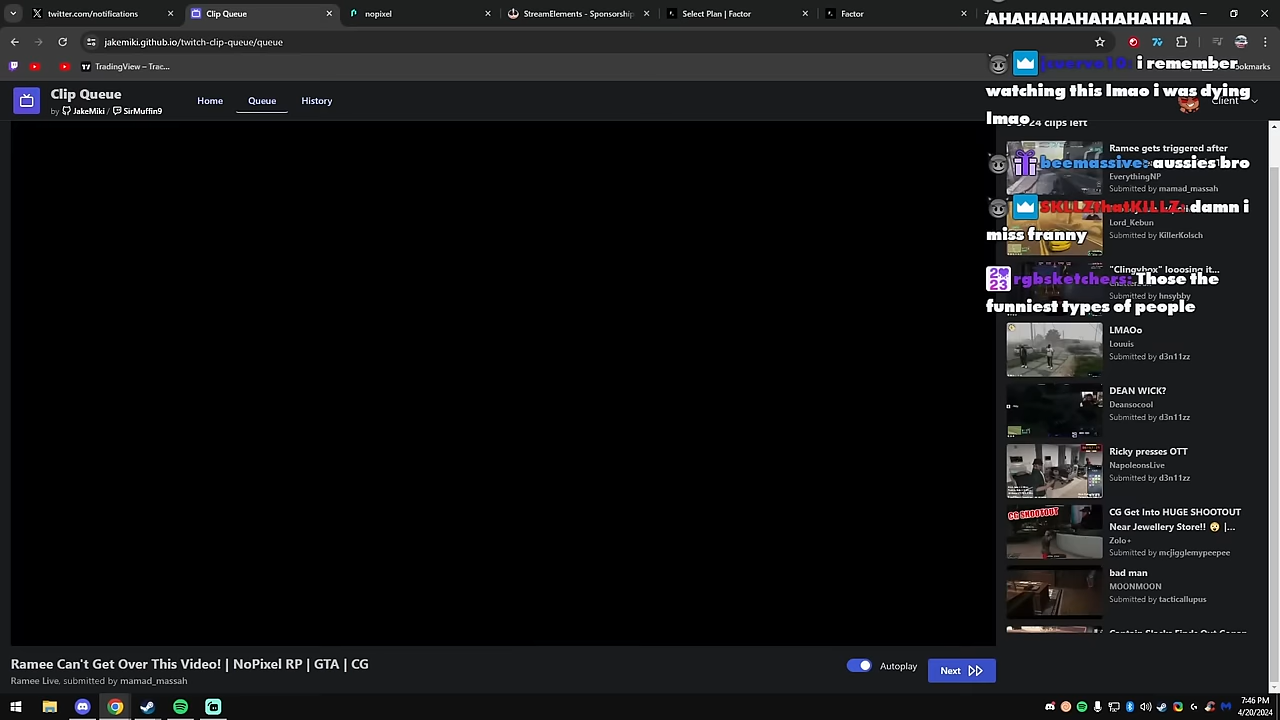 twitter.com/notifications
Clip Queue
nopixel
StreamElements - Sponsorship
Select Plan | Factor
Factor
AHAHAHAHAHAHHA
jakemiki.github.io/twitch-clip-queue/queue
i remember
TradingView – Trac...
bookmarks
watching this lmao i was dying
lmao
Clip Queue
by JakeMiki / SirMuffin9
Home
Queue
History
Client
24 clips left
Ramee gets triggered after
beemassive: aussies bro
EverythingNP
Submitted by mamad_massah
SKLLZthatKILLZ: damn i
miss franny
Lord_Kebun
Submitted by KillerKolsch
"Clingybox" looosing it...
rgbsketchers: Those the
funniest types of people
Submitted by hnsybby
LMAOo
Louuis
Submitted by d3n11zz
DEAN WICK?
Deansocool
Submitted by d3n11zz
Ricky presses OTT
NapoleonsLive
Submitted by d3n11zz
CG SHOOTOUT
CG Get Into HUGE SHOOTOUT
Near Jewellery Store!! 😮 |...
Zolo+
Submitted by mcjigglemypeepee
bad man
MOONMOON
Submitted by tacticallupus
Ramee Can't Get Over This Video! | NoPixel RP | GTA | CG
Ramee Live, submitted by mamad_massah
Autoplay
Next
7:46 PM
4/20/2024